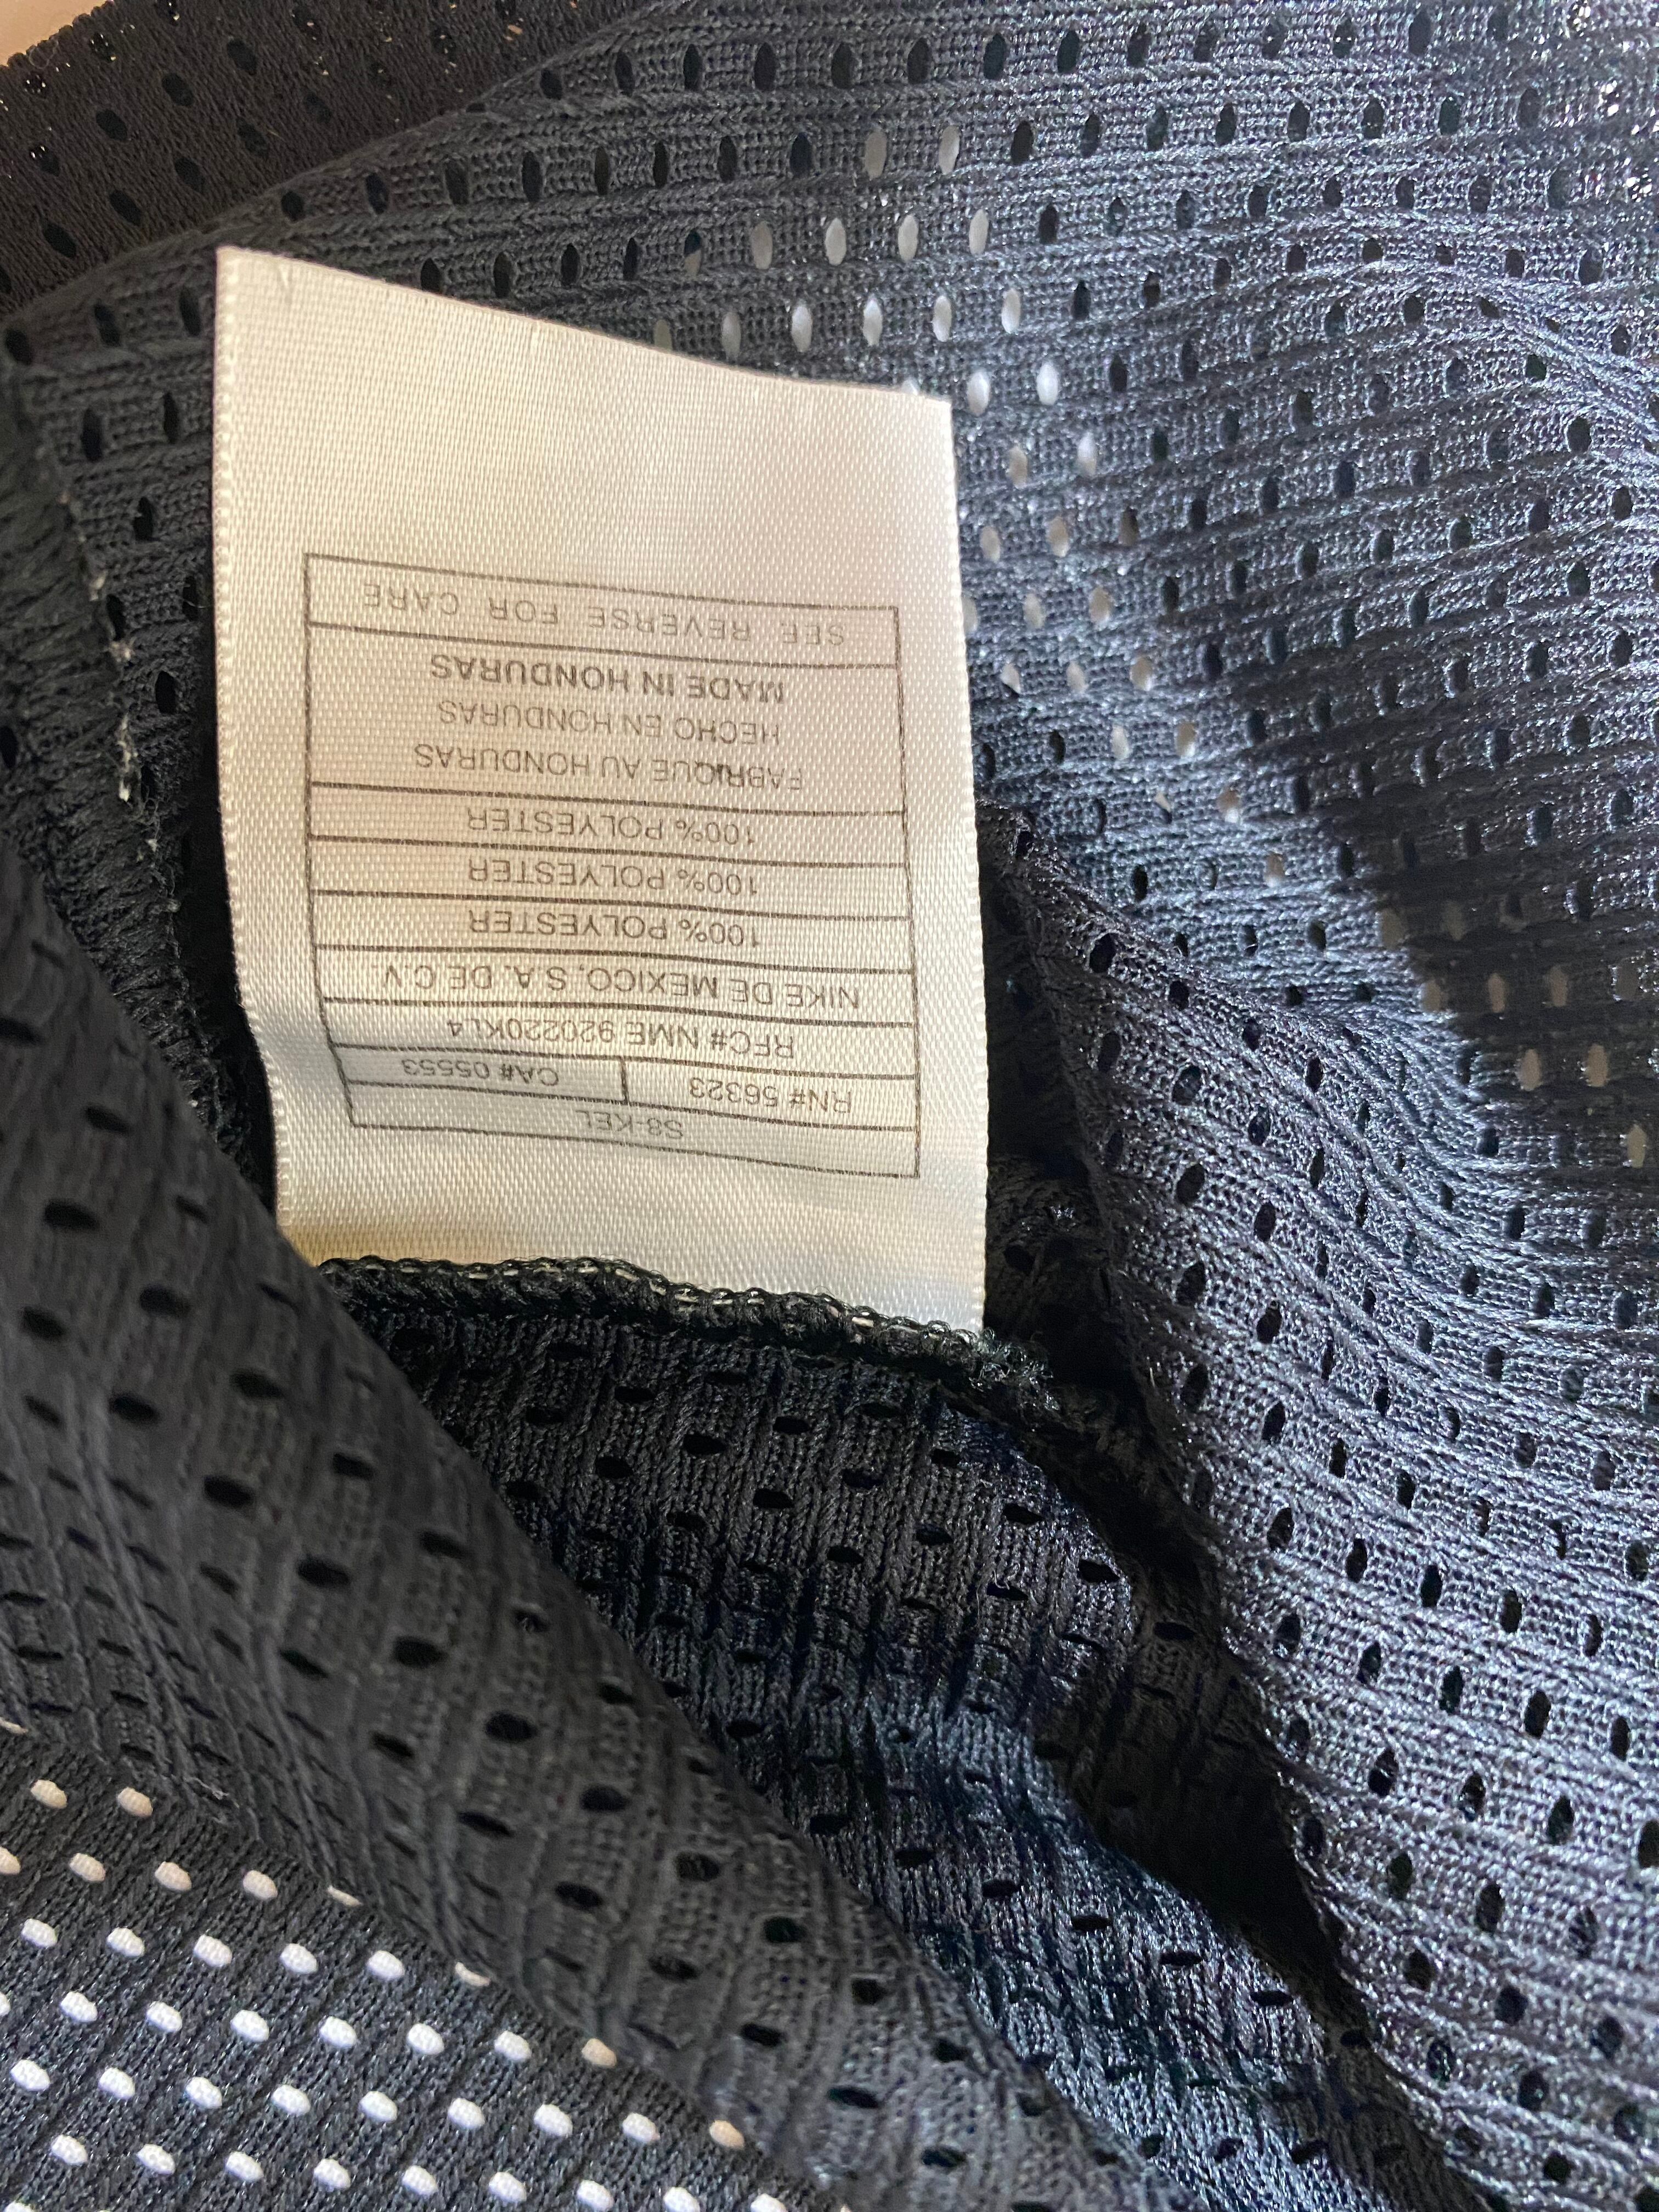 S8-KEL
RN# 56323 CA# 05553
RFC# NME 920220KL4
NIKE DE MEXICO, S.A. DE C.V.
100% POLYESTER
100% POLYESTER
100% POLYESTER
FABRIQUE AU HONDURAS
HECHO EN HONDURAS
MADE IN HONDURAS
SEE REVERSE FOR CARE